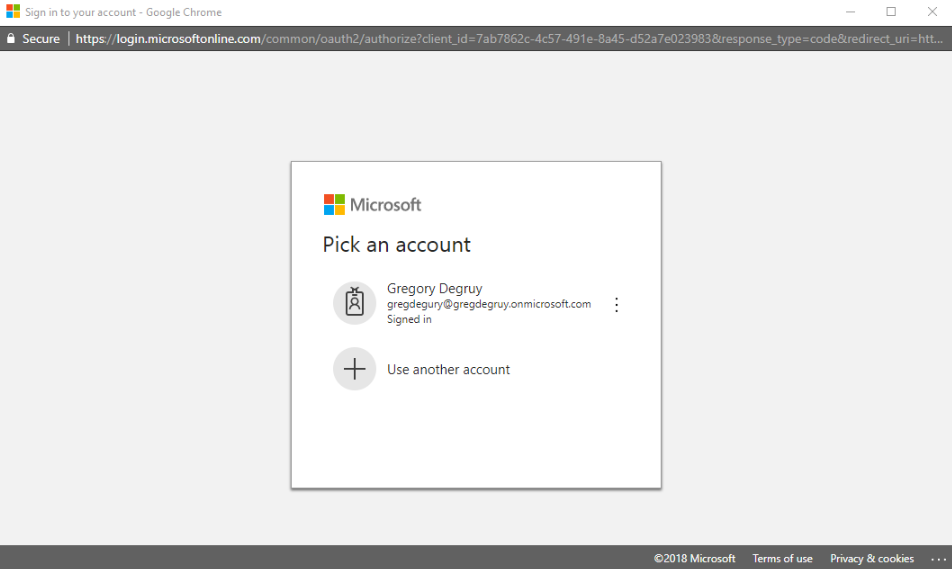 Sign in to your account - Google Chrome
Secure | https://login.microsoftonline.com/common/oauth2/authorize?client_id=7ab7862c-4c57-491e-8a45-d52a7e023983&response_type=code&redirect_uri=htt...
Microsoft
Pick an account
Gregory Degruy
gregdegury@gregdegruy.onmicrosoft.com
Signed in
Use another account
©2018 Microsoft Terms of use Privacy & cookies ...